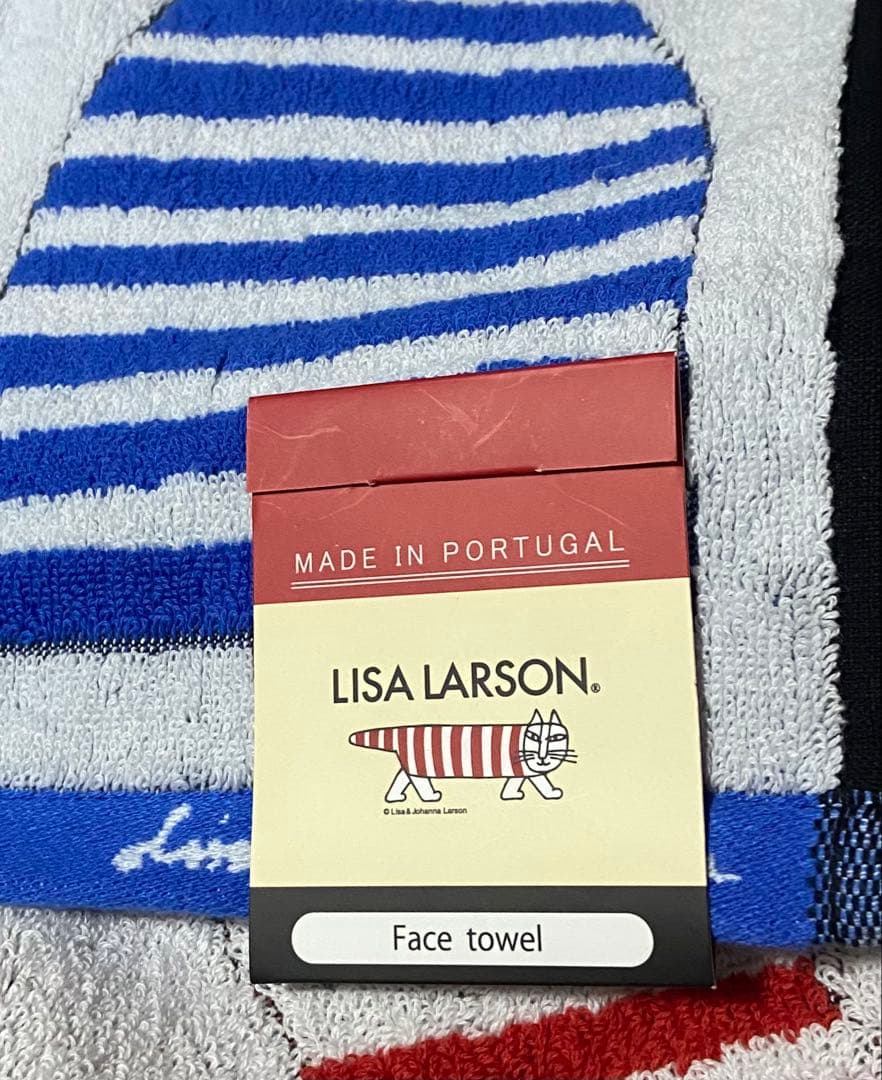 MADE IN PORTUGAL
LISA LARSON®
© Lisa & Johanna Larson
Face towel